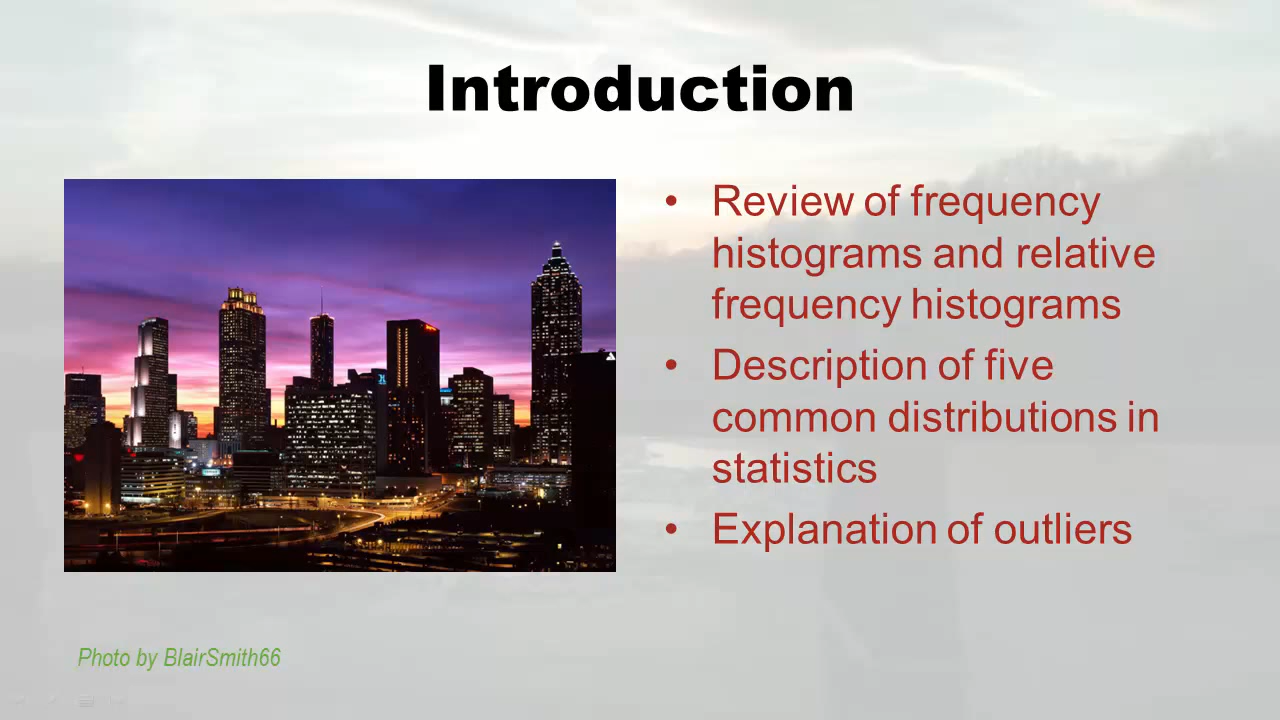 Introduction
• Review of frequency
histograms and relative
frequency histograms
• Description of five
common distributions in
statistics
• Explanation of outliers
Photo by BlairSmith66